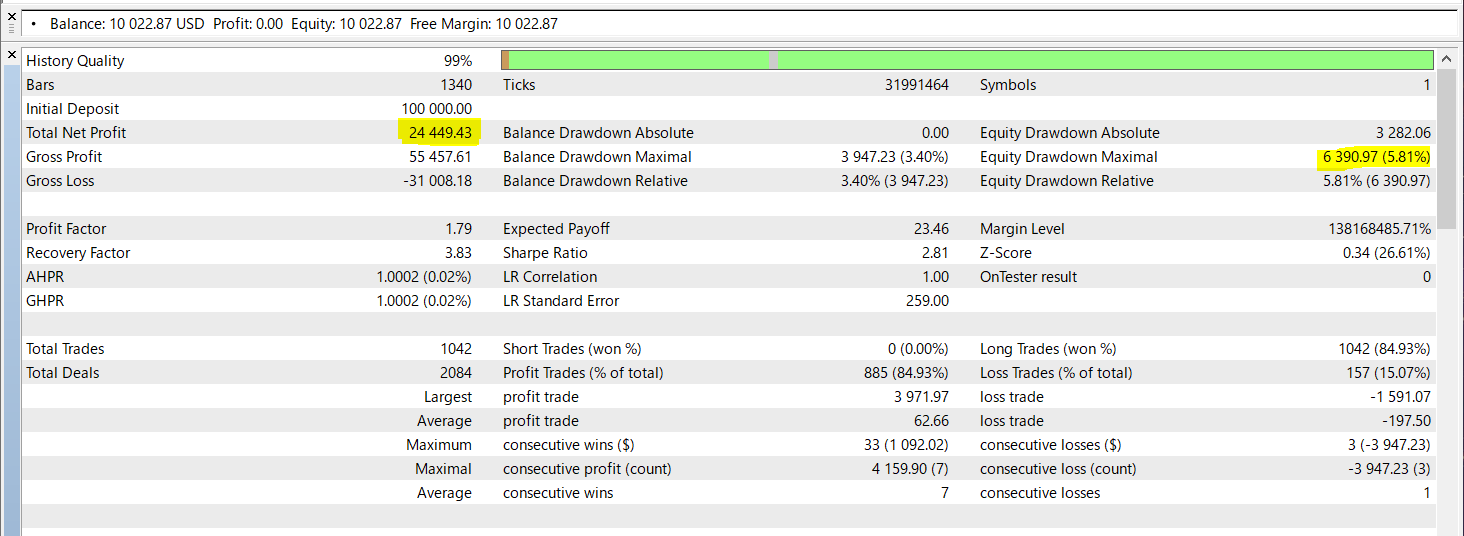 • Balance: 10 022.87 USD Profit: 0.00 Equity: 10 022.87 Free Margin: 10 022.87
History Quality 99%
Bars 1340 Ticks 31991464 Symbols 1
Initial Deposit 100 000.00
Total Net Profit 24 449.43 Balance Drawdown Absolute 0.00 Equity Drawdown Absolute 3 282.06
Gross Profit 55 457.61 Balance Drawdown Maximal 3 947.23 (3.40%) Equity Drawdown Maximal 6 390.97 (5.81%)
Gross Loss -31 008.18 Balance Drawdown Relative 3.40% (3 947.23) Equity Drawdown Relative 5.81% (6 390.97)
Profit Factor 1.79 Expected Payoff 23.46 Margin Level 138168485.71%
Recovery Factor 3.83 Sharpe Ratio 2.81 Z-Score 0.34 (26.61%)
AHPR 1.0002 (0.02%) LR Correlation 1.00 OnTester result 0
GHPR 1.0002 (0.02%) LR Standard Error 259.00
Total Trades 1042 Short Trades (won %) 0 (0.00%) Long Trades (won %) 1042 (84.93%)
Total Deals 2084 Profit Trades (% of total) 885 (84.93%) Loss Trades (% of total) 157 (15.07%)
Largest profit trade 3 971.97 loss trade -1 591.07
Average profit trade 62.66 loss trade -197.50
Maximum consecutive wins ($) 33 (1 092.02) consecutive losses ($) 3 (-3 947.23)
Maximal consecutive profit (count) 4 159.90 (7) consecutive loss (count) -3 947.23 (3)
Average consecutive wins 7 consecutive losses 1